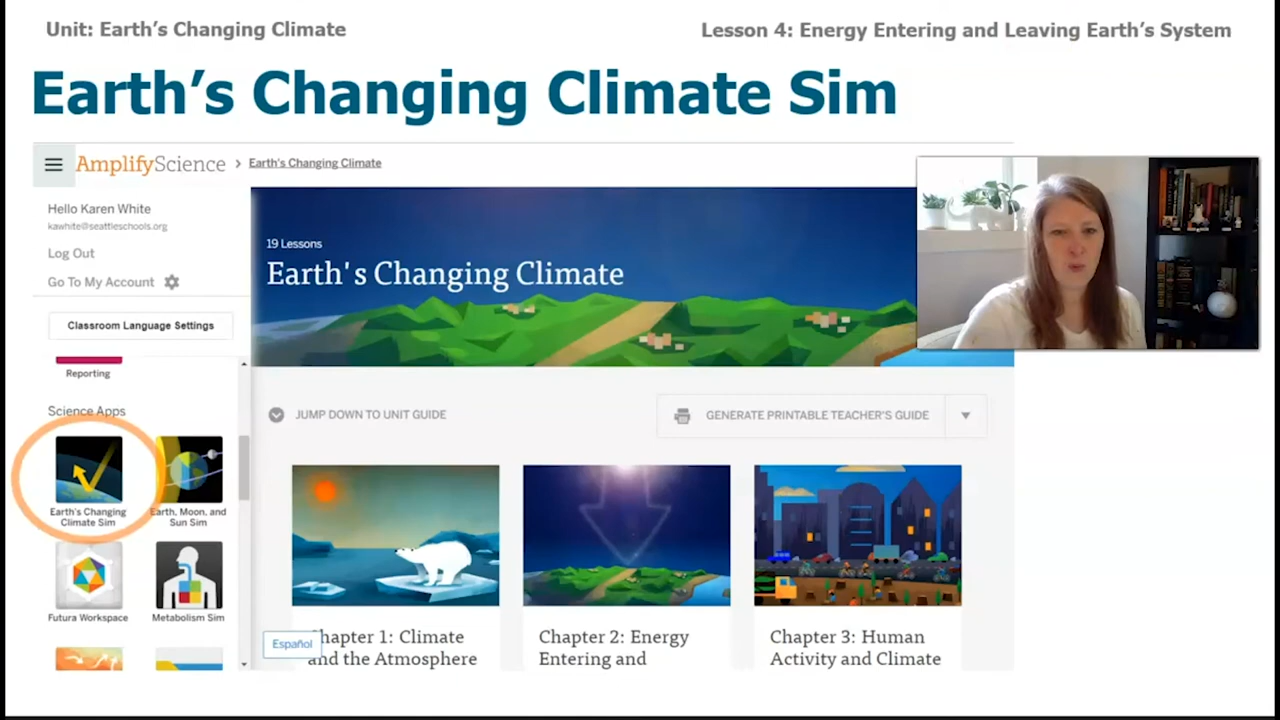 Unit: Earth's Changing Climate
Lesson 4: Energy Entering and Leaving Earth's System
Earth's Changing Climate Sim
AmplifyScience > Earth's Changing Climate
Hello Karen White
kawhite@seattleschools.org
Log Out
Go To My Account
Classroom Language Settings
Reporting
Science Apps
Earth's Changing
Climate Sim
Earth, Moon, and
Sun Sim
Futura Workspace
Metabolism Sim
19 Lessons
Earth's Changing Climate
JUMP DOWN TO UNIT GUIDE
GENERATE PRINTABLE TEACHER'S GUIDE
Español
Chapter 1: Climate
and the Atmosphere
Chapter 2: Energy
Entering and
Chapter 3: Human
Activity and Climate